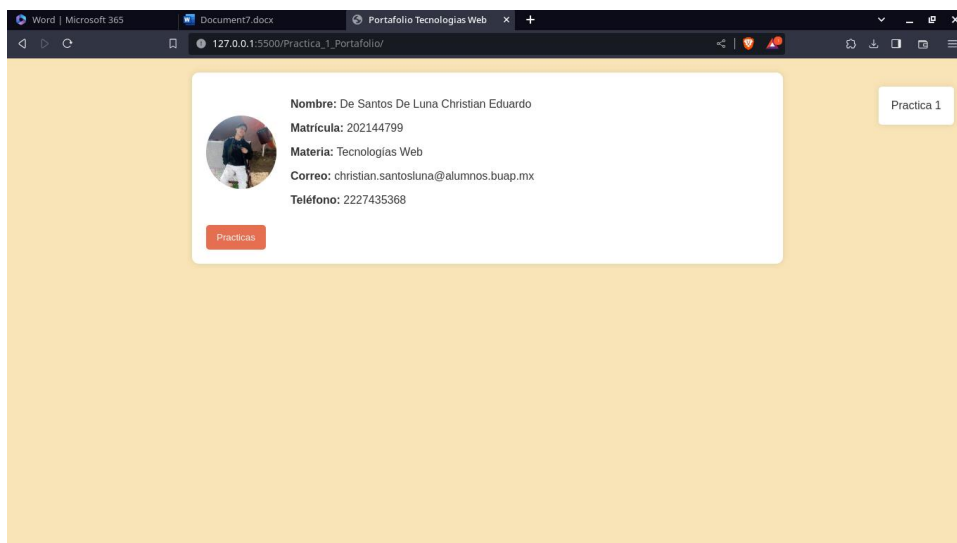 Word | Microsoft 365
Document7.docx
Portafolio Tecnologias Web
127.0.0.1:5500/Practica_1_Portafolio/
Nombre: De Santos De Luna Christian Eduardo
Matrícula: 202144799
Materia: Tecnologías Web
Correo: christian.santosluna@alumnos.buap.mx
Teléfono: 2227435368
Practicas
Practica 1